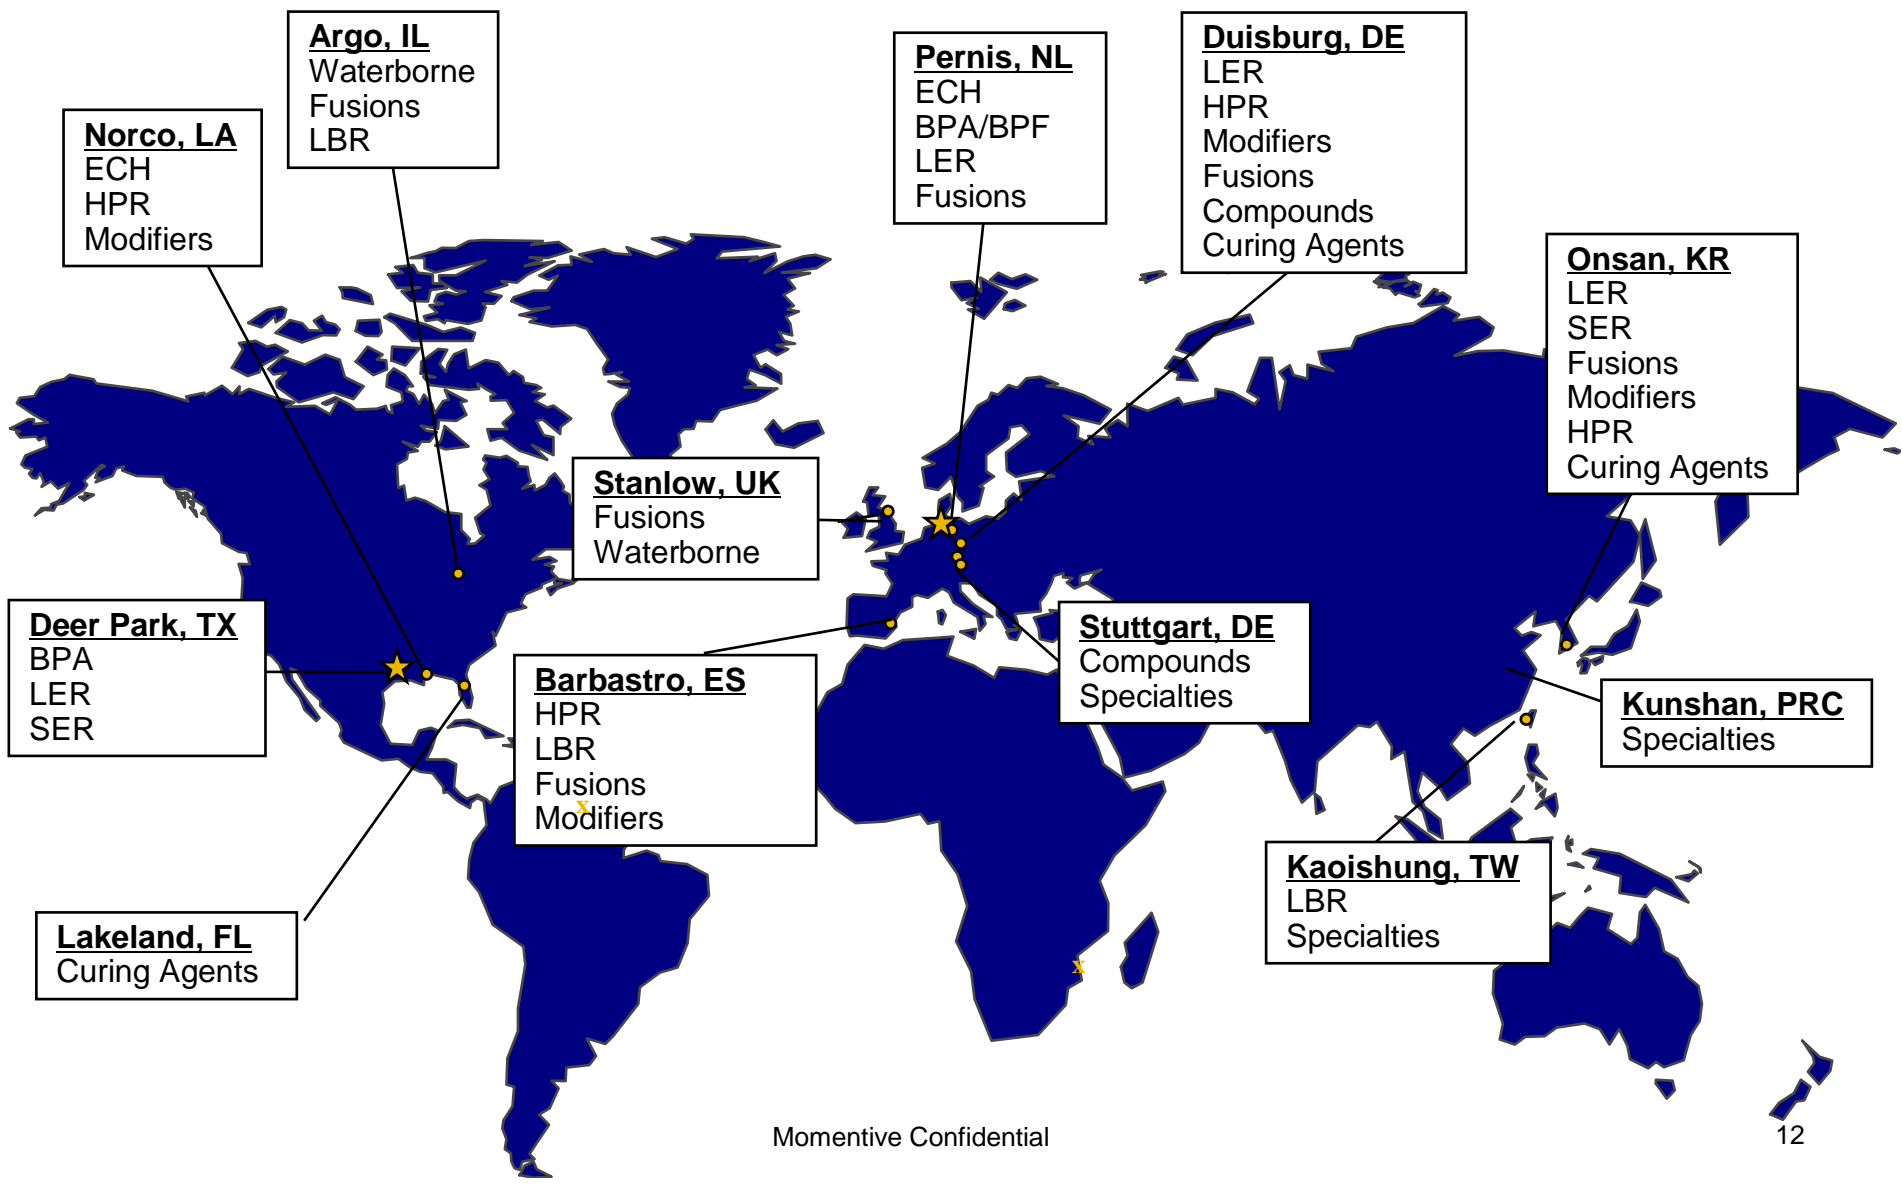 Argo, IL
Waterborne
Fusions
LBR
Pernis, NL
ECH
BPA/BPF
LER
Fusions
Duisburg, DE
LER
HPR
Modifiers
Fusions
Compounds
Curing Agents
Norco, LA
ECH
HPR
Modifiers
Onsan, KR
LER
SER
Fusions
Modifiers
HPR
Curing Agents
Stanlow, UK
Fusions
Waterborne
Deer Park, TX
BPA
LER
SER
Barbastro, ES
HPR
LBR
Fusions
x
Modifiers
Stuttgart, DE
Compounds
Specialties
Kunshan, PRC
Specialties
Kaoishung, TW
LBR
Specialties
Lakeland, FL
Curing Agents
x
Momentive Confidential
12